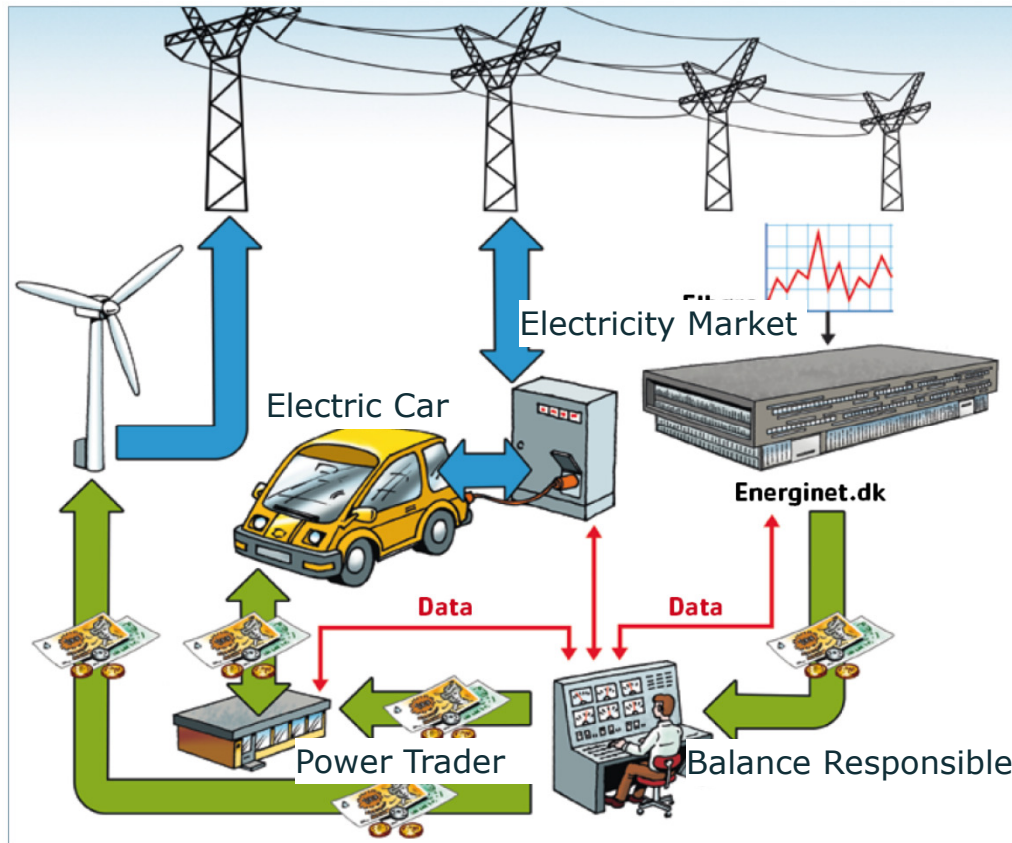 Electricity Market
Electric Car
Energinet.dk
Data
Data
Power Trader
Balance Responsible